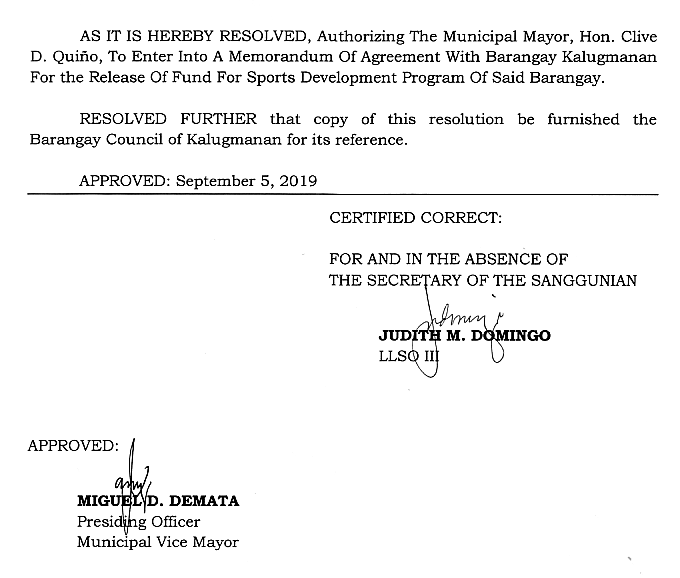 AS IT IS HEREBY RESOLVED, Authorizing The Municipal Mayor, Hon. Clive
D. Quiño, To Enter Into A Memorandum Of Agreement With Barangay Kalugmanan
For the Release Of Fund For Sports Development Program Of Said Barangay.
RESOLVED FURTHER that copy of this resolution be furnished the
Barangay Council of Kalugmanan for its reference.
APPROVED: September 5, 2019
CERTIFIED CORRECT:
FOR AND IN THE ABSENCE OF
THE SECRETARY OF THE SANGGUNIAN
JUDITH M. DOMINGO
LLSO III
APPROVED:
MIGUEL D. DEMATA
Presiding Officer
Municipal Vice Mayor